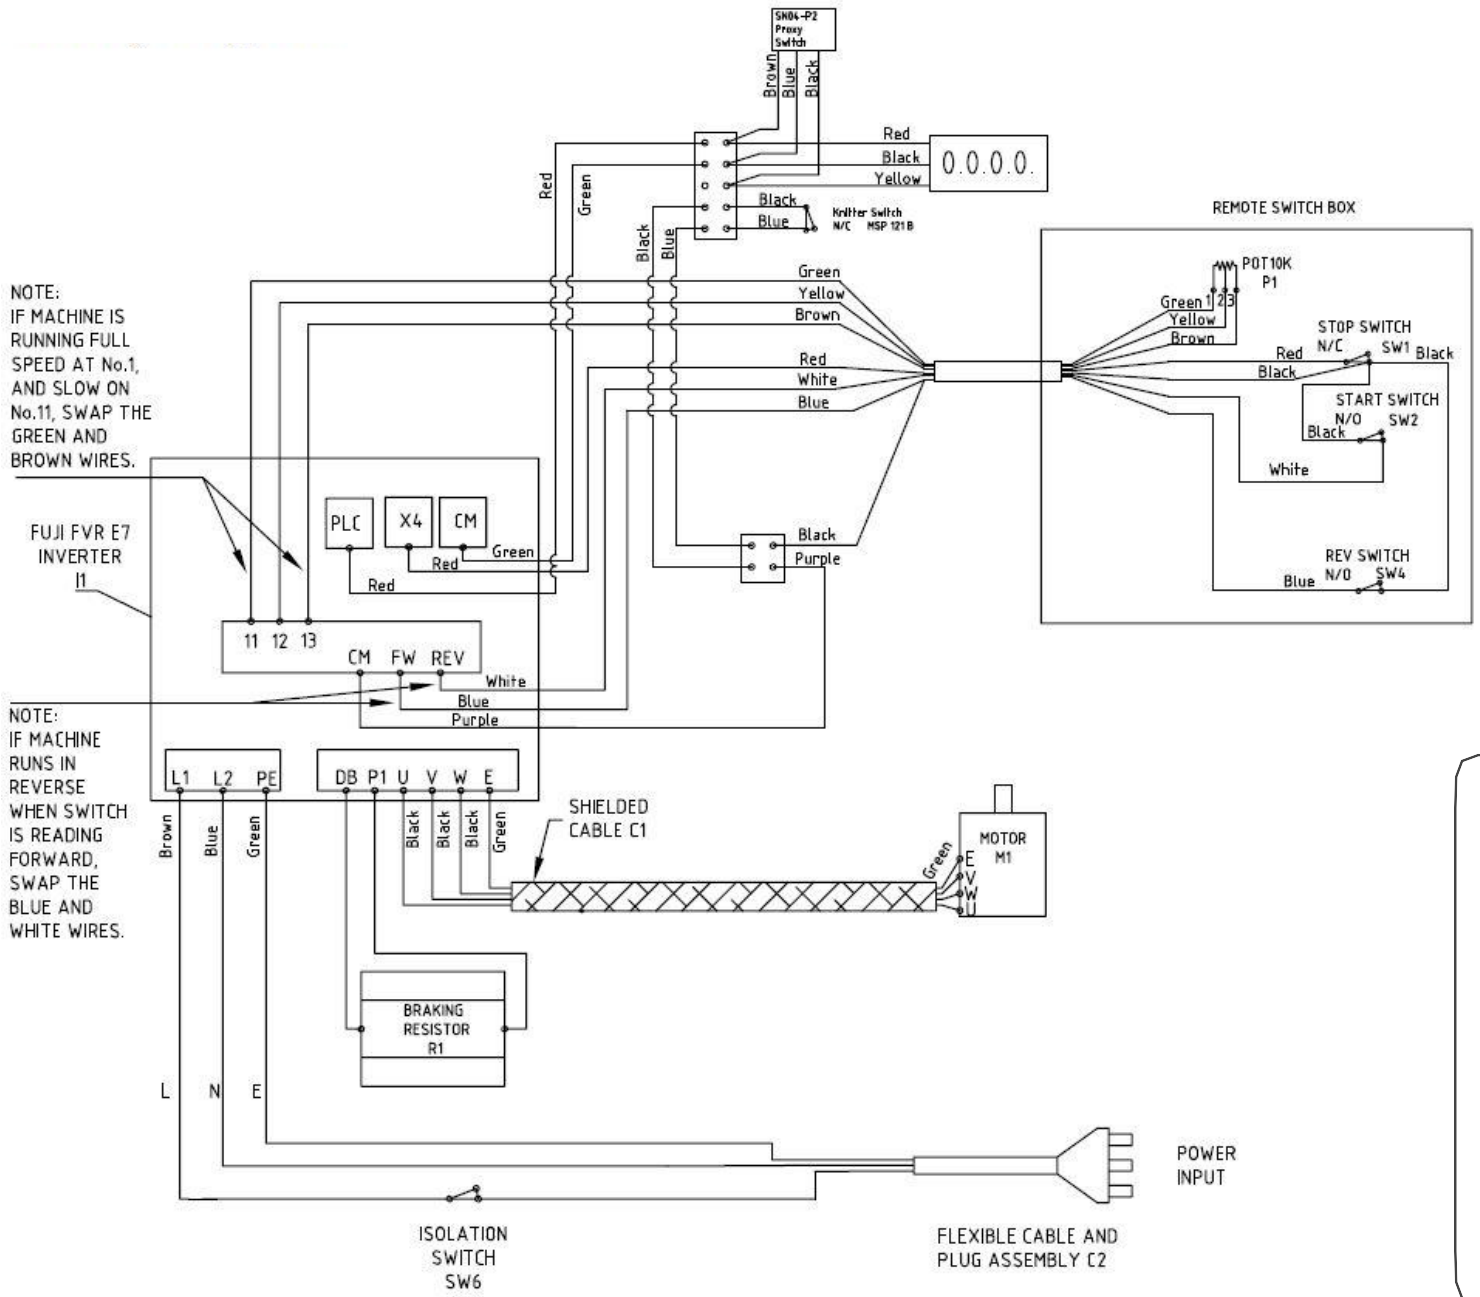 SN04-P2
Proxy
Switch
Brown
Blue
Black
Red
Black
Yellow
0.0.0.0.
Red
Green
Black
Blue
Knitter Switch
N/C MSP 121 B
Black
Blue
REMOTE SWITCH BOX
POT10K
P1
Green 1 2 3
Yellow
Brown
STOP SWITCH
N/C SW1
Red
Black
Black
START SWITCH
N/O SW2
Black
White
REV SWITCH
N/O SW4
Blue
Green
Yellow
Brown
Red
White
Blue
Black
Purple
NOTE:
IF MACHINE IS
RUNNING FULL
SPEED AT No.1,
AND SLOW ON
No.11, SWAP THE
GREEN AND
BROWN WIRES.
FUJI FVR E7
INVERTER
I1
PLC X4 CM
Green
Red
Red
11 12 13
CM FW REV
White
Blue
Purple
NOTE:
IF MACHINE
RUNS IN
REVERSE
WHEN SWITCH
IS READING
FORWARD,
SWAP THE
BLUE AND
WHITE WIRES.
L1 L2 PE
DB P1 U V W E
Brown
Blue
Green
Black
Black
Black
Green
SHIELDED
CABLE C1
Green
MOTOR
M1
E
V
W
U
BRAKING
RESISTOR
R1
L N E
POWER
INPUT
ISOLATION
SWITCH
SW6
FLEXIBLE CABLE AND
PLUG ASSEMBLY C2